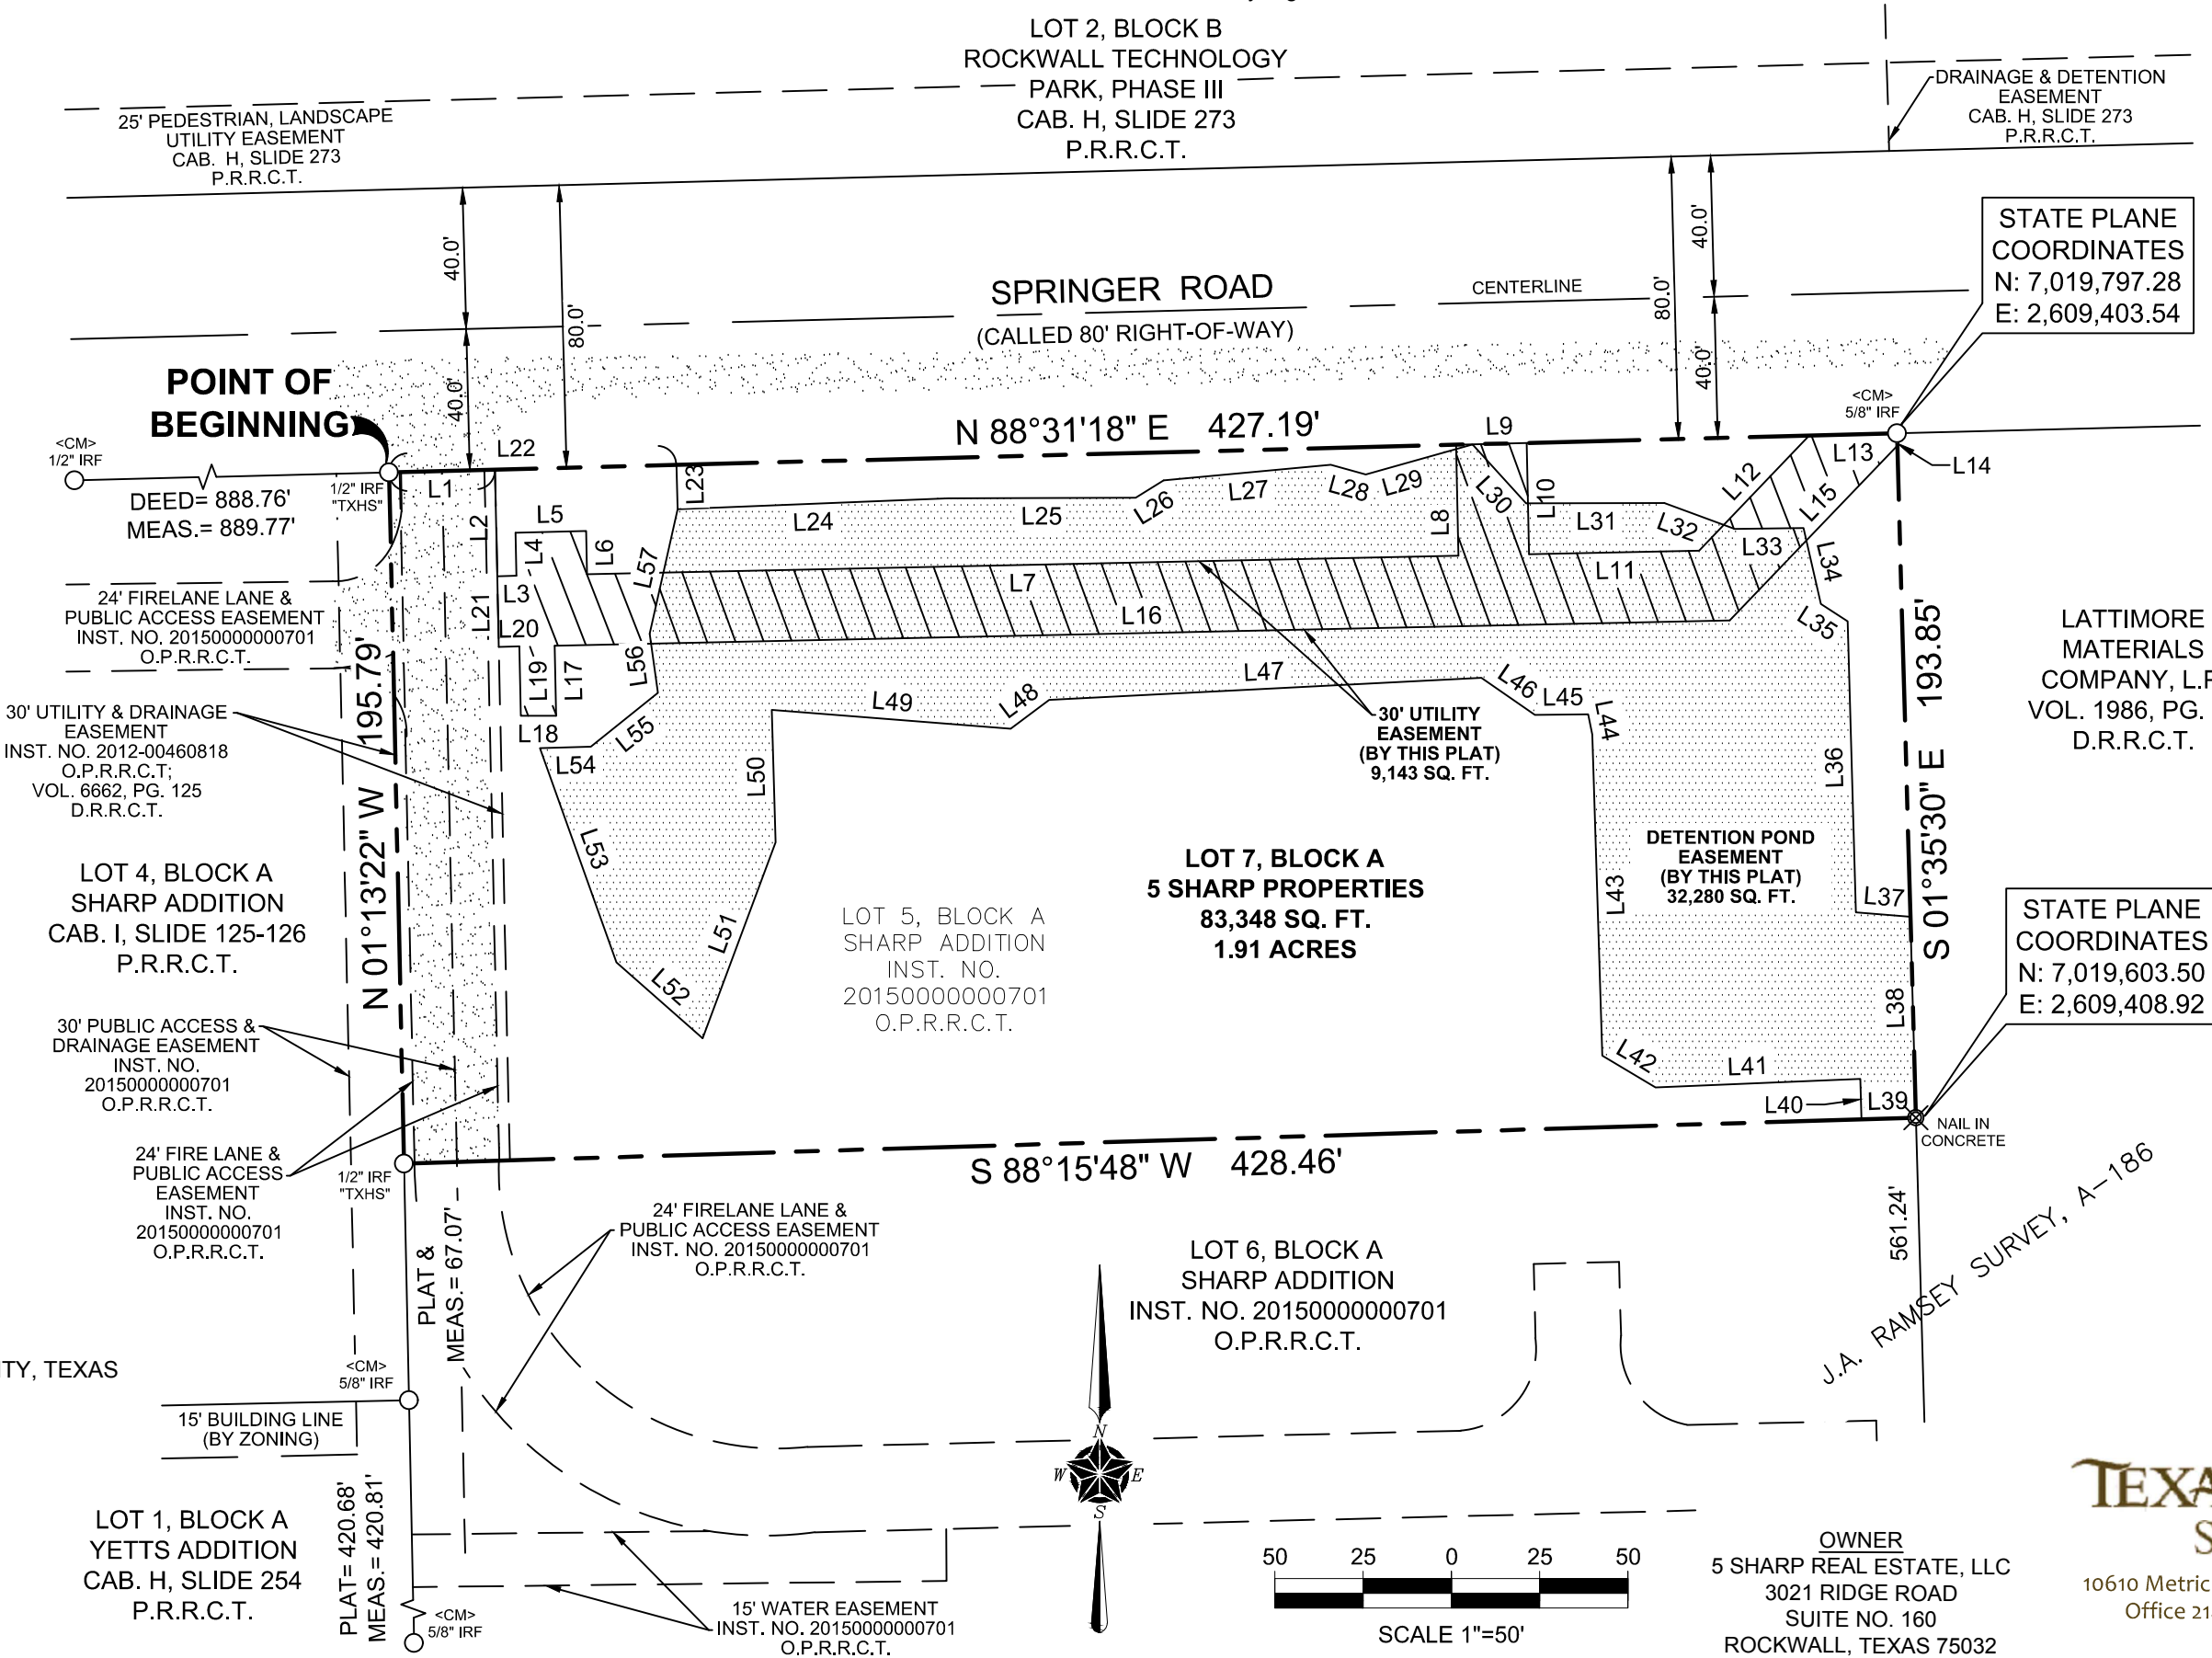 LOT 2, BLOCK B
ROCKWALL TECHNOLOGY
PARK, PHASE III
CAB. H, SLIDE 273
P.R.R.C.T.
25' PEDESTRIAN, LANDSCAPE
UTILITY EASEMENT
CAB. H, SLIDE 273
P.R.R.C.T.
DRAINAGE & DETENTION
EASEMENT
CAB. H, SLIDE 273
P.R.R.C.T.
STATE PLANE
COORDINATES
N: 7,019,797.28
E: 2,609,403.54
40.0'
40.0'
80.0'
80.0'
40.0'
40.0'
SPRINGER ROAD
(CALLED 80' RIGHT-OF-WAY)
CENTERLINE
POINT OF
BEGINNING
<CM>
1/2" IRF
DEED= 888.76'
MEAS.= 889.77'
1/2" IRF
"TXHS"
N 88°31'18" E 427.19'
<CM>
5/8" IRF
L22
L9
L1
L2
L23
L13
L14
L12
L15
L5
L4
L6
L57
L24
L25
L26
L27
L28
L29
L8
L30
L10
L31
L32
L33
L34
L3
L7
L11
L16
L20
L21
L35
L19
L17
L56
L18
L55
L54
L49
L48
L47
L46
L45
L44
L50
L53
L51
L52
L43
L36
L37
L38
L42
L41
L40
L39
24' FIRELANE LANE &
PUBLIC ACCESS EASEMENT
INST. NO. 20150000000701
O.P.R.R.C.T.
30' UTILITY & DRAINAGE
EASEMENT
INST. NO. 2012-00460818
O.P.R.R.C.T;
VOL. 6662, PG. 125
D.R.R.C.T.
N 01°13'22" W 195.79'
30' UTILITY
EASEMENT
(BY THIS PLAT)
9,143 SQ. FT.
S 01°35'30" E 193.85'
LATTIMORE
MATERIALS
COMPANY, L.P
VOL. 1986, PG.
D.R.R.C.T.
LOT 4, BLOCK A
SHARP ADDITION
CAB. I, SLIDE 125-126
P.R.R.C.T.
LOT 5, BLOCK A
SHARP ADDITION
INST. NO.
20150000000701
O.P.R.R.C.T.
LOT 7, BLOCK A
5 SHARP PROPERTIES
83,348 SQ. FT.
1.91 ACRES
DETENTION POND
EASEMENT
(BY THIS PLAT)
32,280 SQ. FT.
STATE PLANE
COORDINATES
N: 7,019,603.50
E: 2,609,408.92
30' PUBLIC ACCESS &
DRAINAGE EASEMENT
INST. NO.
20150000000701
O.P.R.R.C.T.
24' FIRE LANE &
PUBLIC ACCESS
EASEMENT
INST. NO.
20150000000701
O.P.R.R.C.T.
1/2" IRF
"TXHS"
S 88°15'48" W 428.46'
NAIL IN
CONCRETE
561.24'
J.A. RAMSEY SURVEY, A-186
PLAT &
MEAS.= 67.07'
24' FIRELANE LANE &
PUBLIC ACCESS EASEMENT
INST. NO. 20150000000701
O.P.R.R.C.T.
LOT 6, BLOCK A
SHARP ADDITION
INST. NO. 20150000000701
O.P.R.R.C.T.
TY, TEXAS
<CM>
5/8" IRF
15' BUILDING LINE
(BY ZONING)
N
W
E
S
LOT 1, BLOCK A
YETTS ADDITION
CAB. H, SLIDE 254
P.R.R.C.T.
PLAT= 420.68'
MEAS.= 420.81'
<CM>
5/8" IRF
15' WATER EASEMENT
INST. NO. 20150000000701
O.P.R.R.C.T.
50 25 0 25 50
SCALE 1"=50'
OWNER
5 SHARP REAL ESTATE, LLC
3021 RIDGE ROAD
SUITE NO. 160
ROCKWALL, TEXAS 75032
TEXA
S
10610 Metric
Office 21